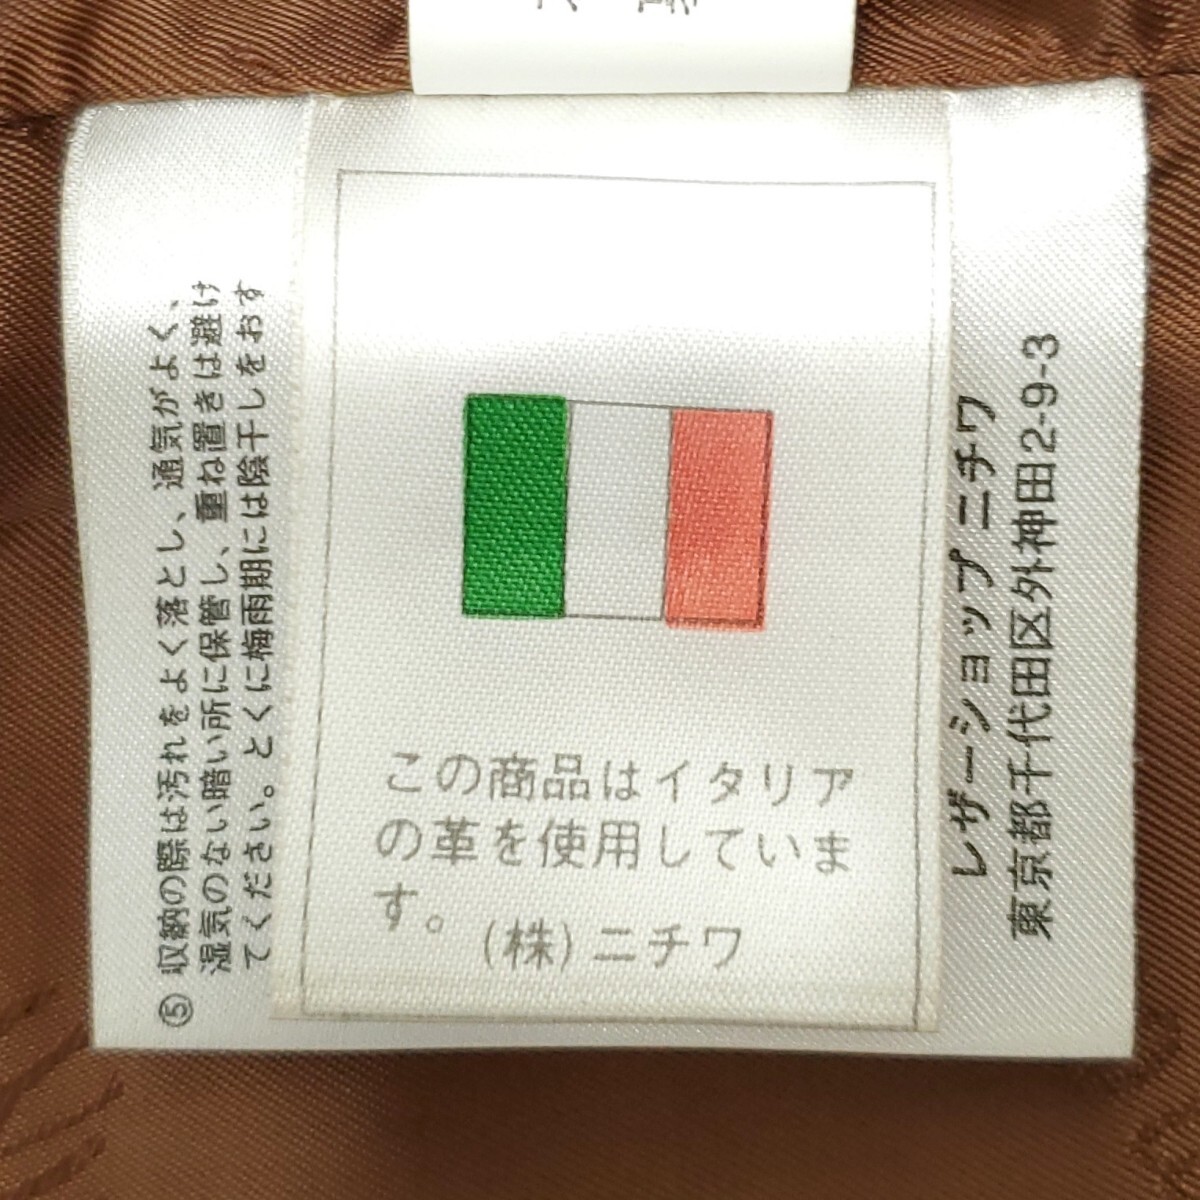 この商品はイタリア
の革を使用していま
す。
(株)ニチワ
⑤ 収納の際は汚れをよく落とし、通気がよく、
湿気のない暗い所に保管し、重ね置きは避け
てください。とくに梅雨期には陰干しをおす
レザーショップ ニチワ
東京都千代田区外神田2-9-3